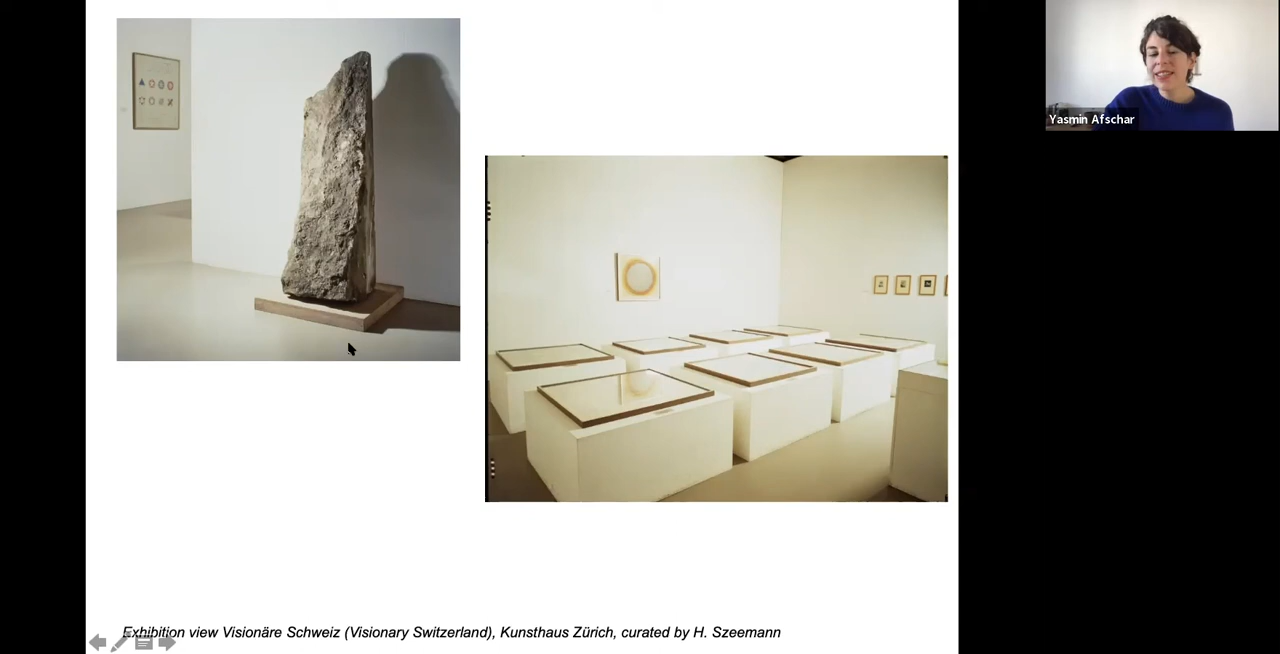 Yasmin Afschar
Exhibition view Visionäre Schweiz (Visionary Switzerland), Kunsthaus Zürich, curated by H. Szeemann